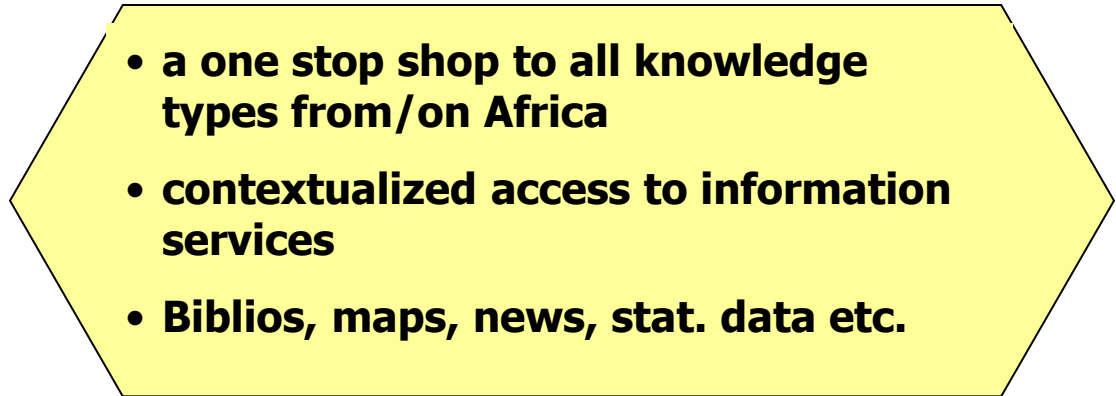 • a one stop shop to all knowledge
types from/on Africa
• contextualized access to information
services
• Biblios, maps, news, stat. data etc.